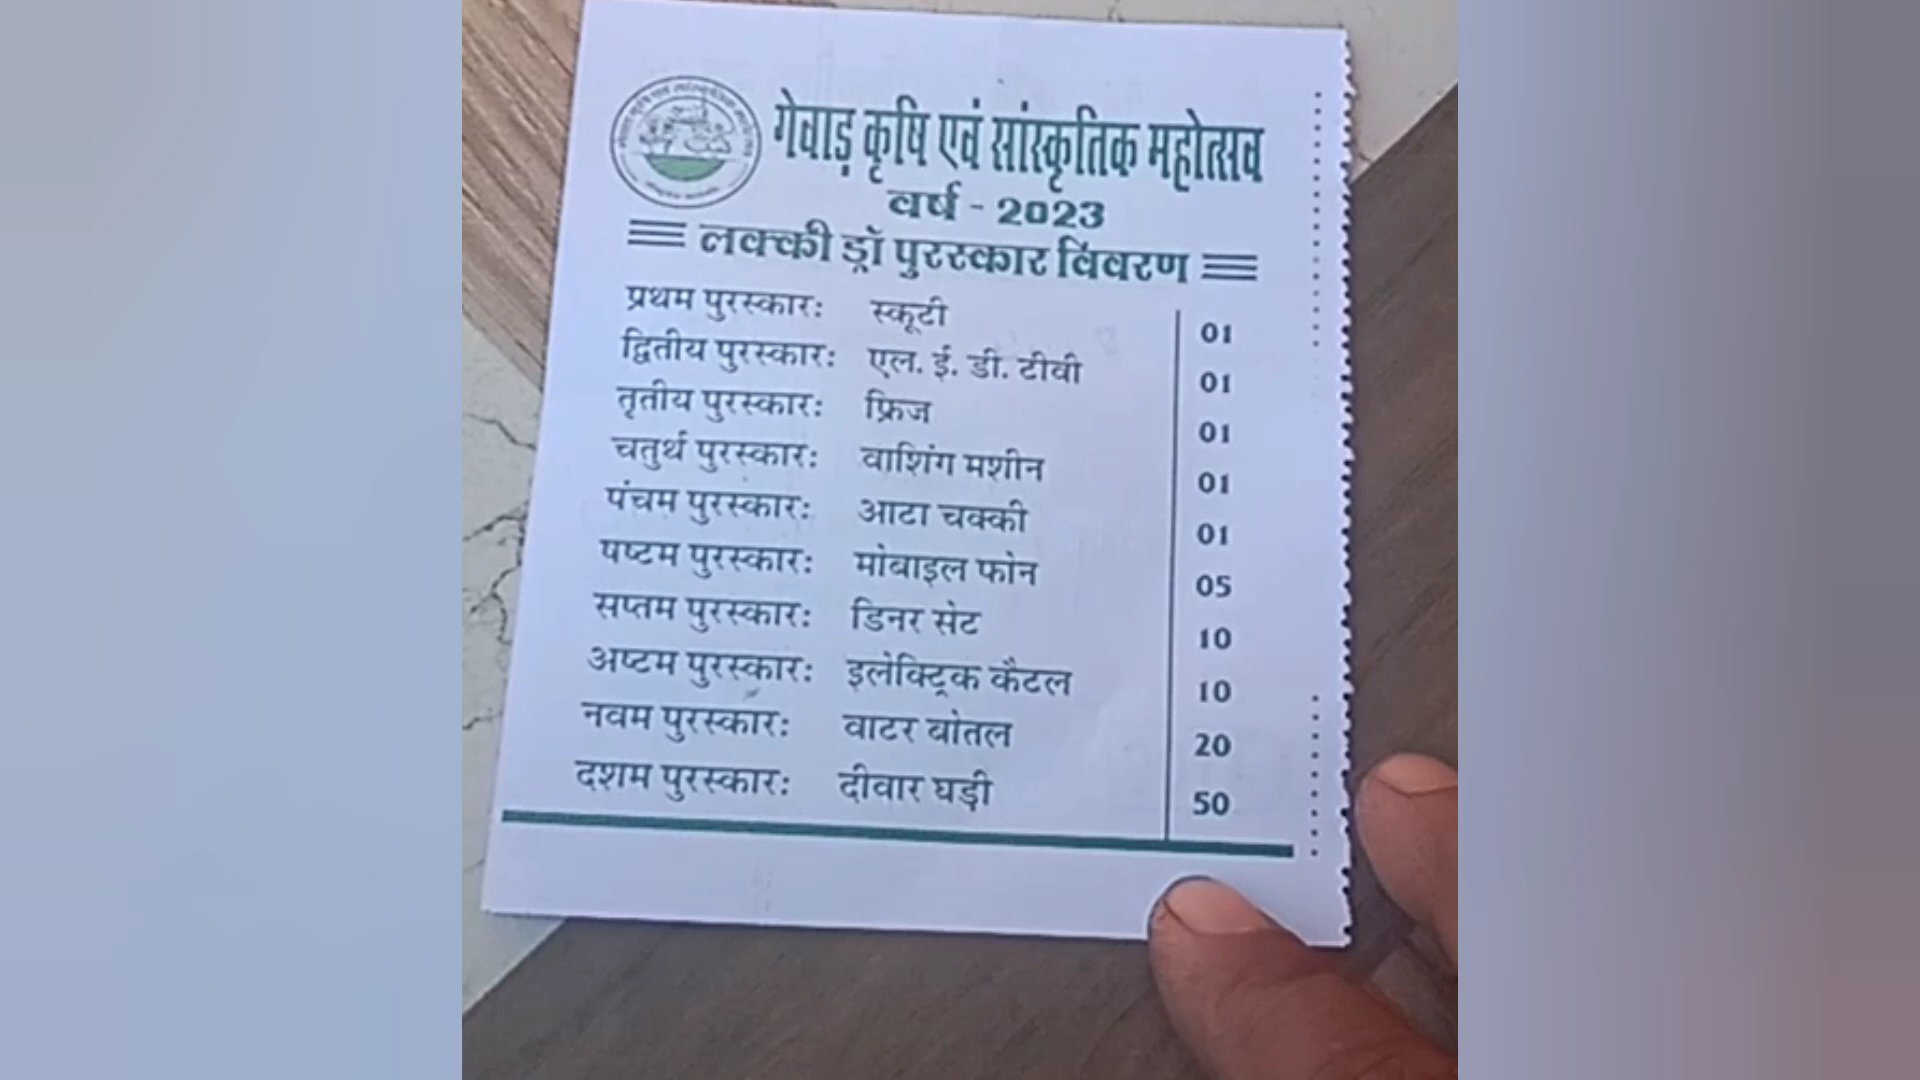 गेवाड़ कृषि एवं सांस्कृतिक महोत्सव
वर्ष - 2023
लक्की ड्रॉ पुरस्कार विवरण
प्रथम पुरस्कारः स्कूटी 01
द्वितीय पुरस्कारः एल. ई. डी. टीवी 01
तृतीय पुरस्कारः फ्रिज 01
चतुर्थ पुरस्कारः वाशिंग मशीन 01
पंचम पुरस्कारः आटा चक्की 01
षष्टम पुरस्कारः मोबाइल फोन 05
सप्तम पुरस्कारः डिनर सेट 10
अष्टम पुरस्कारः इलेक्ट्रिक कैटल 10
नवम पुरस्कारः वाटर बोतल 20
दशम पुरस्कारः दीवार घड़ी 50